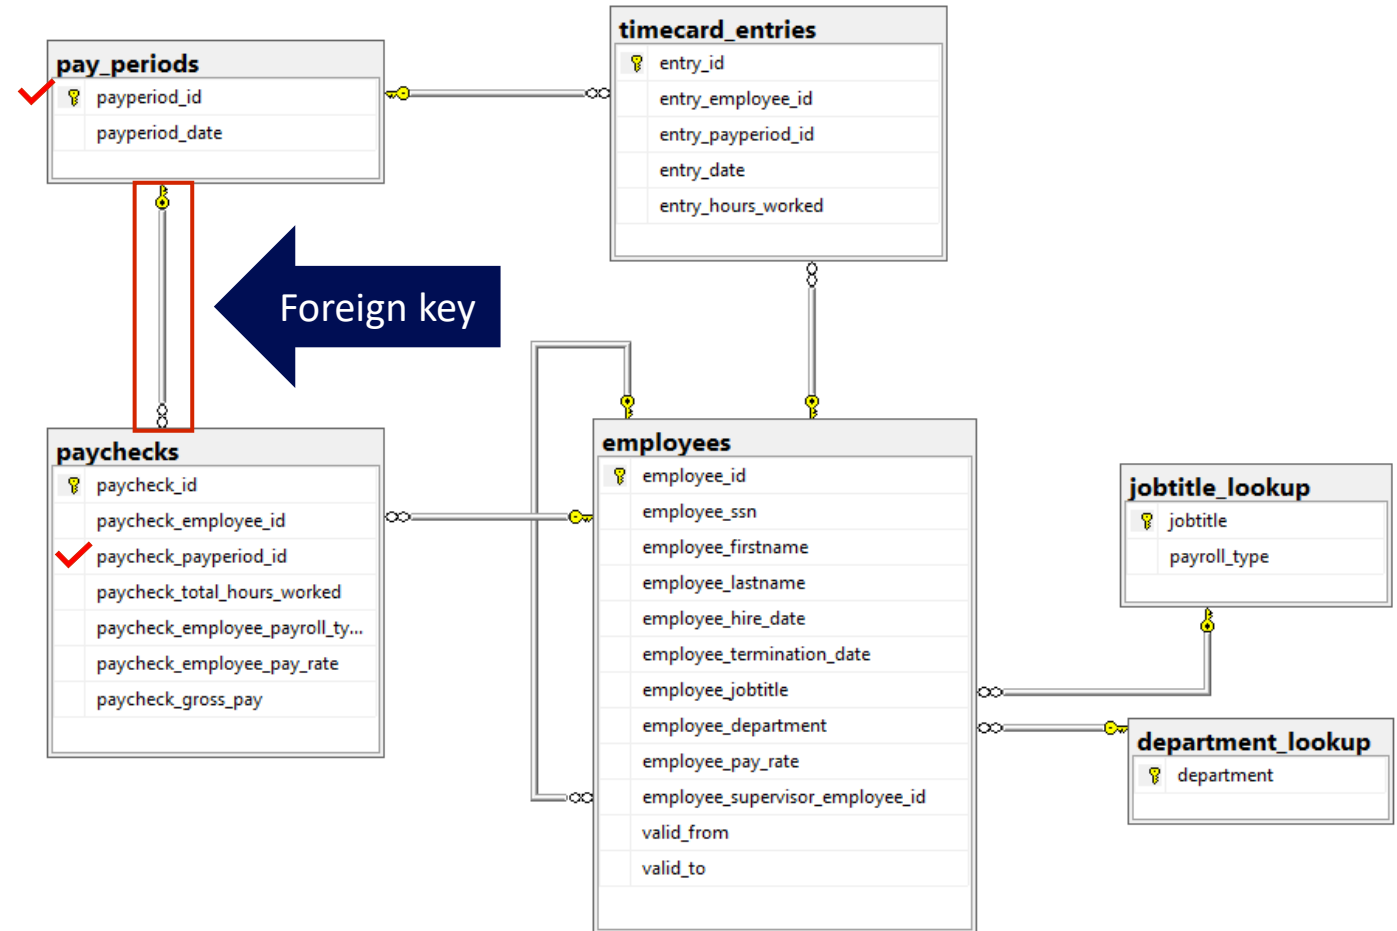 pay_periods
payperiod_id
payperiod_date
timecard_entries
entry_id
entry_employee_id
entry_payperiod_id
entry_date
entry_hours_worked
Foreign key
paychecks
paycheck_id
paycheck_employee_id
paycheck_payperiod_id
paycheck_total_hours_worked
paycheck_employee_payroll_ty...
paycheck_employee_pay_rate
paycheck_gross_pay
employees
employee_id
employee_ssn
employee_firstname
employee_lastname
employee_hire_date
employee_termination_date
employee_jobtitle
employee_department
employee_pay_rate
employee_supervisor_employee_id
valid_from
valid_to
jobtitle_lookup
jobtitle
payroll_type
department_lookup
department